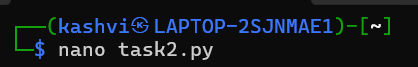 ┌──(kashvi㉿LAPTOP-2SJNMAE1)-[~]
└─$ nano task2.py